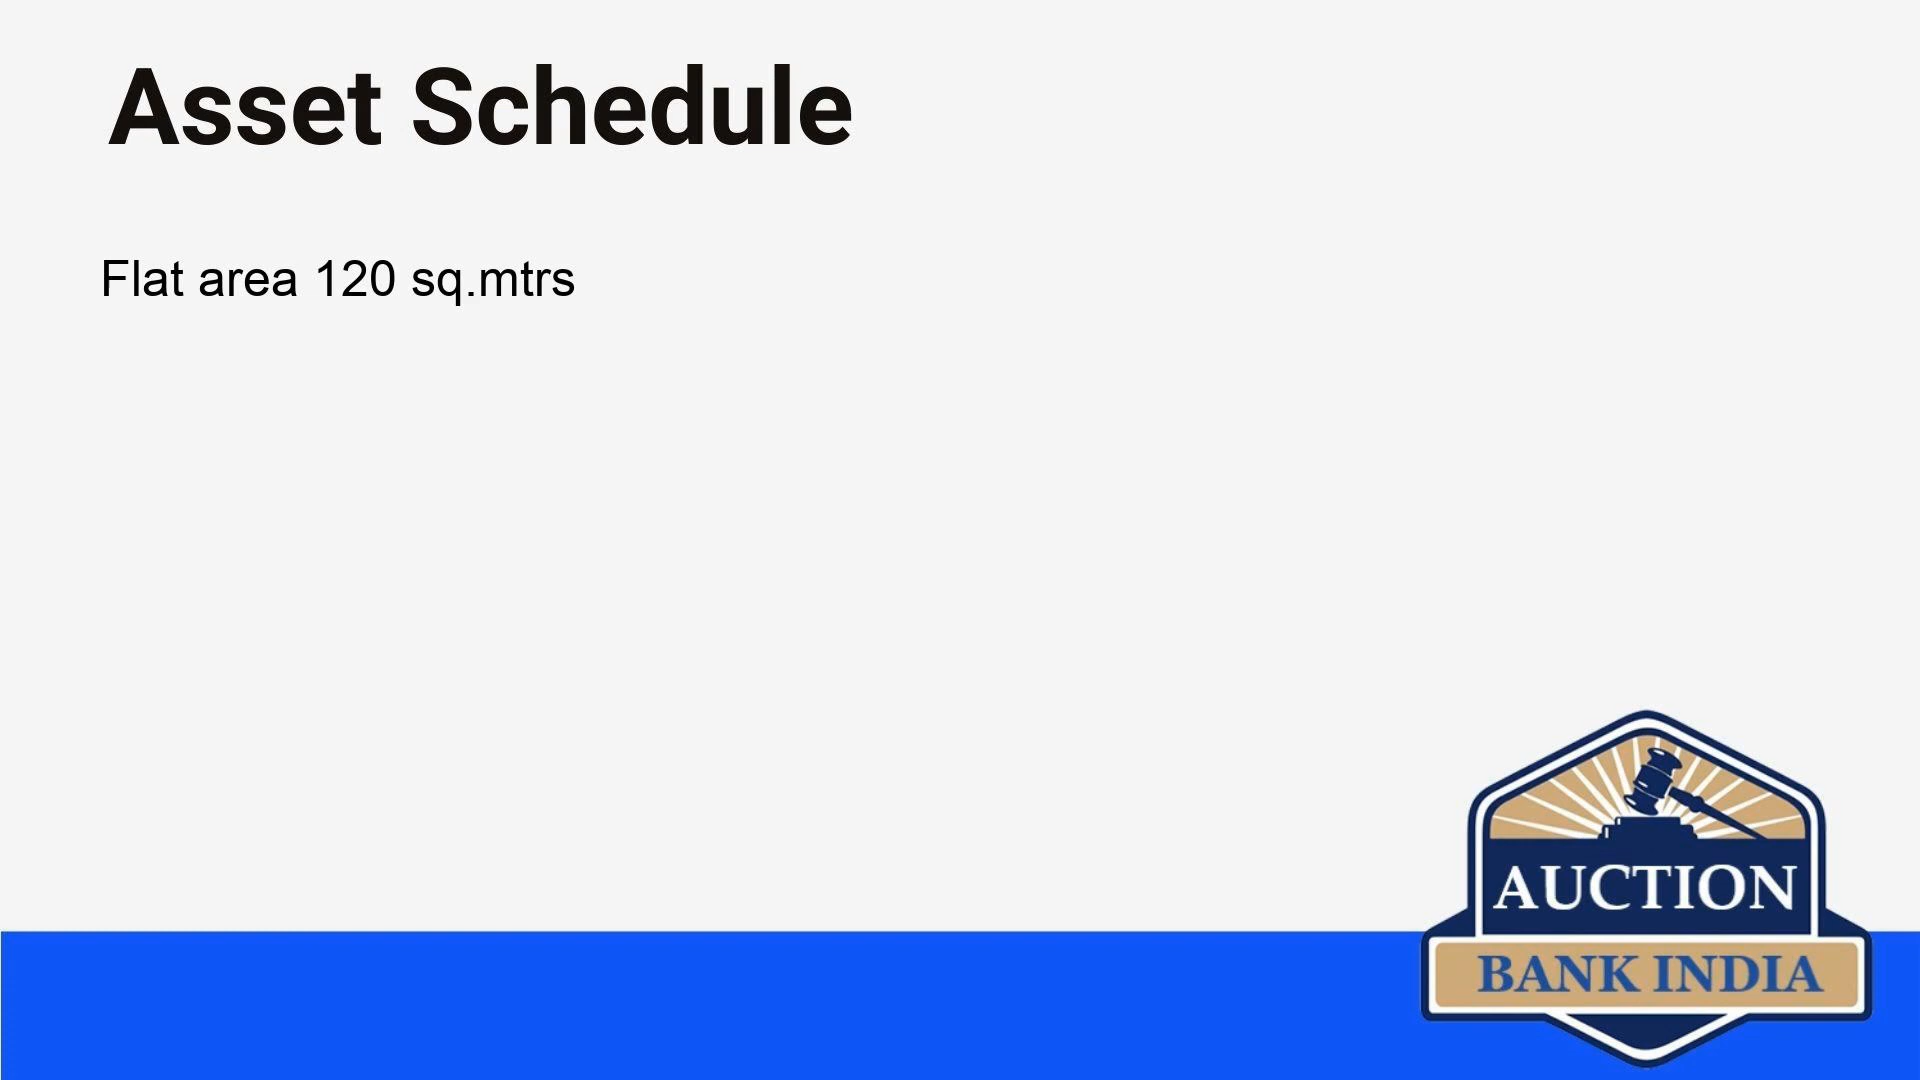 Asset Schedule
Flat area 120 sq.mtrs
AUCTION
BANK INDIA